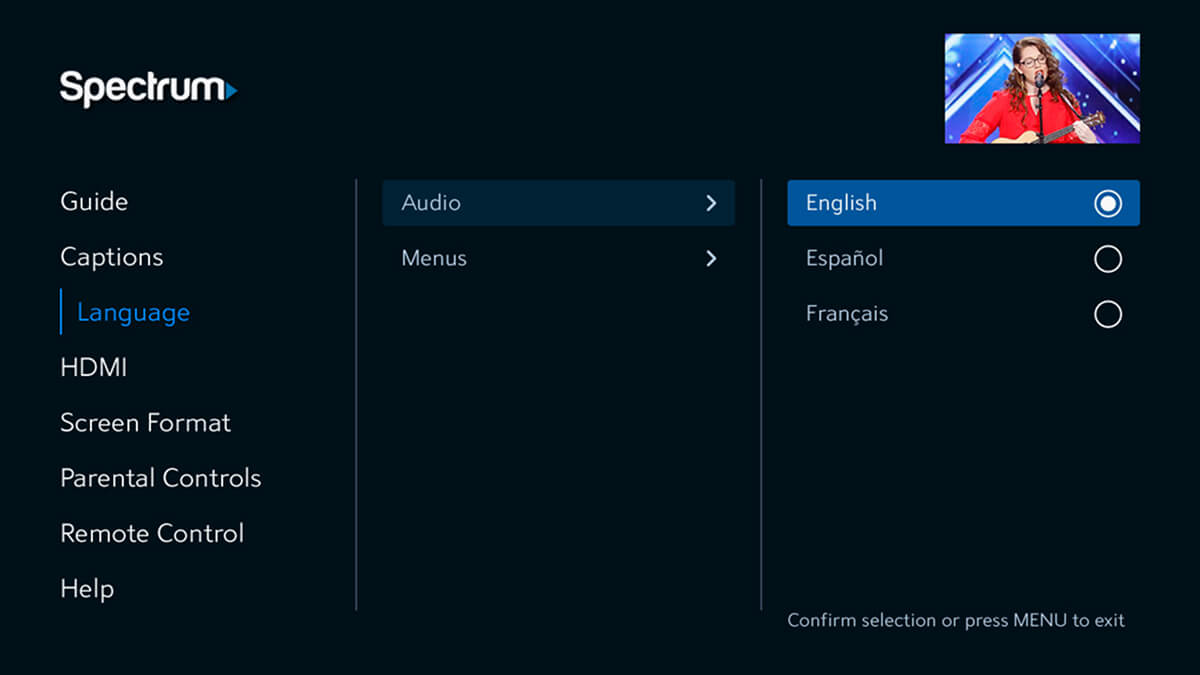 Spectrum
Guide
Captions
Language
HDMI
Screen Format
Parental Controls
Remote Control
Help
Audio
Menus
English
Español
Français
Confirm selection or press MENU to exit